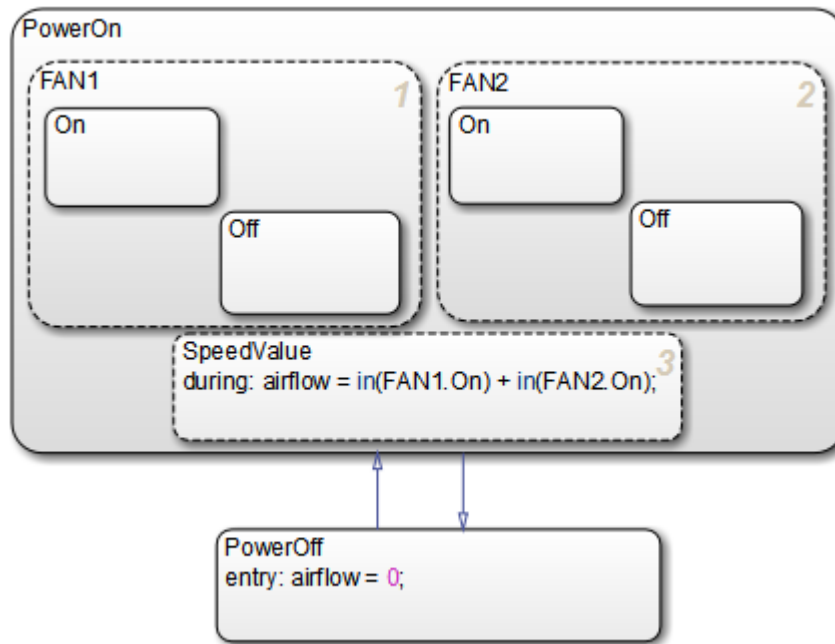 PowerOn
FAN1
1
On
Off
FAN2
2
On
Off
SpeedValue
3
during: airflow = in(FAN1.On) + in(FAN2.On);
PowerOff
entry: airflow = 0;